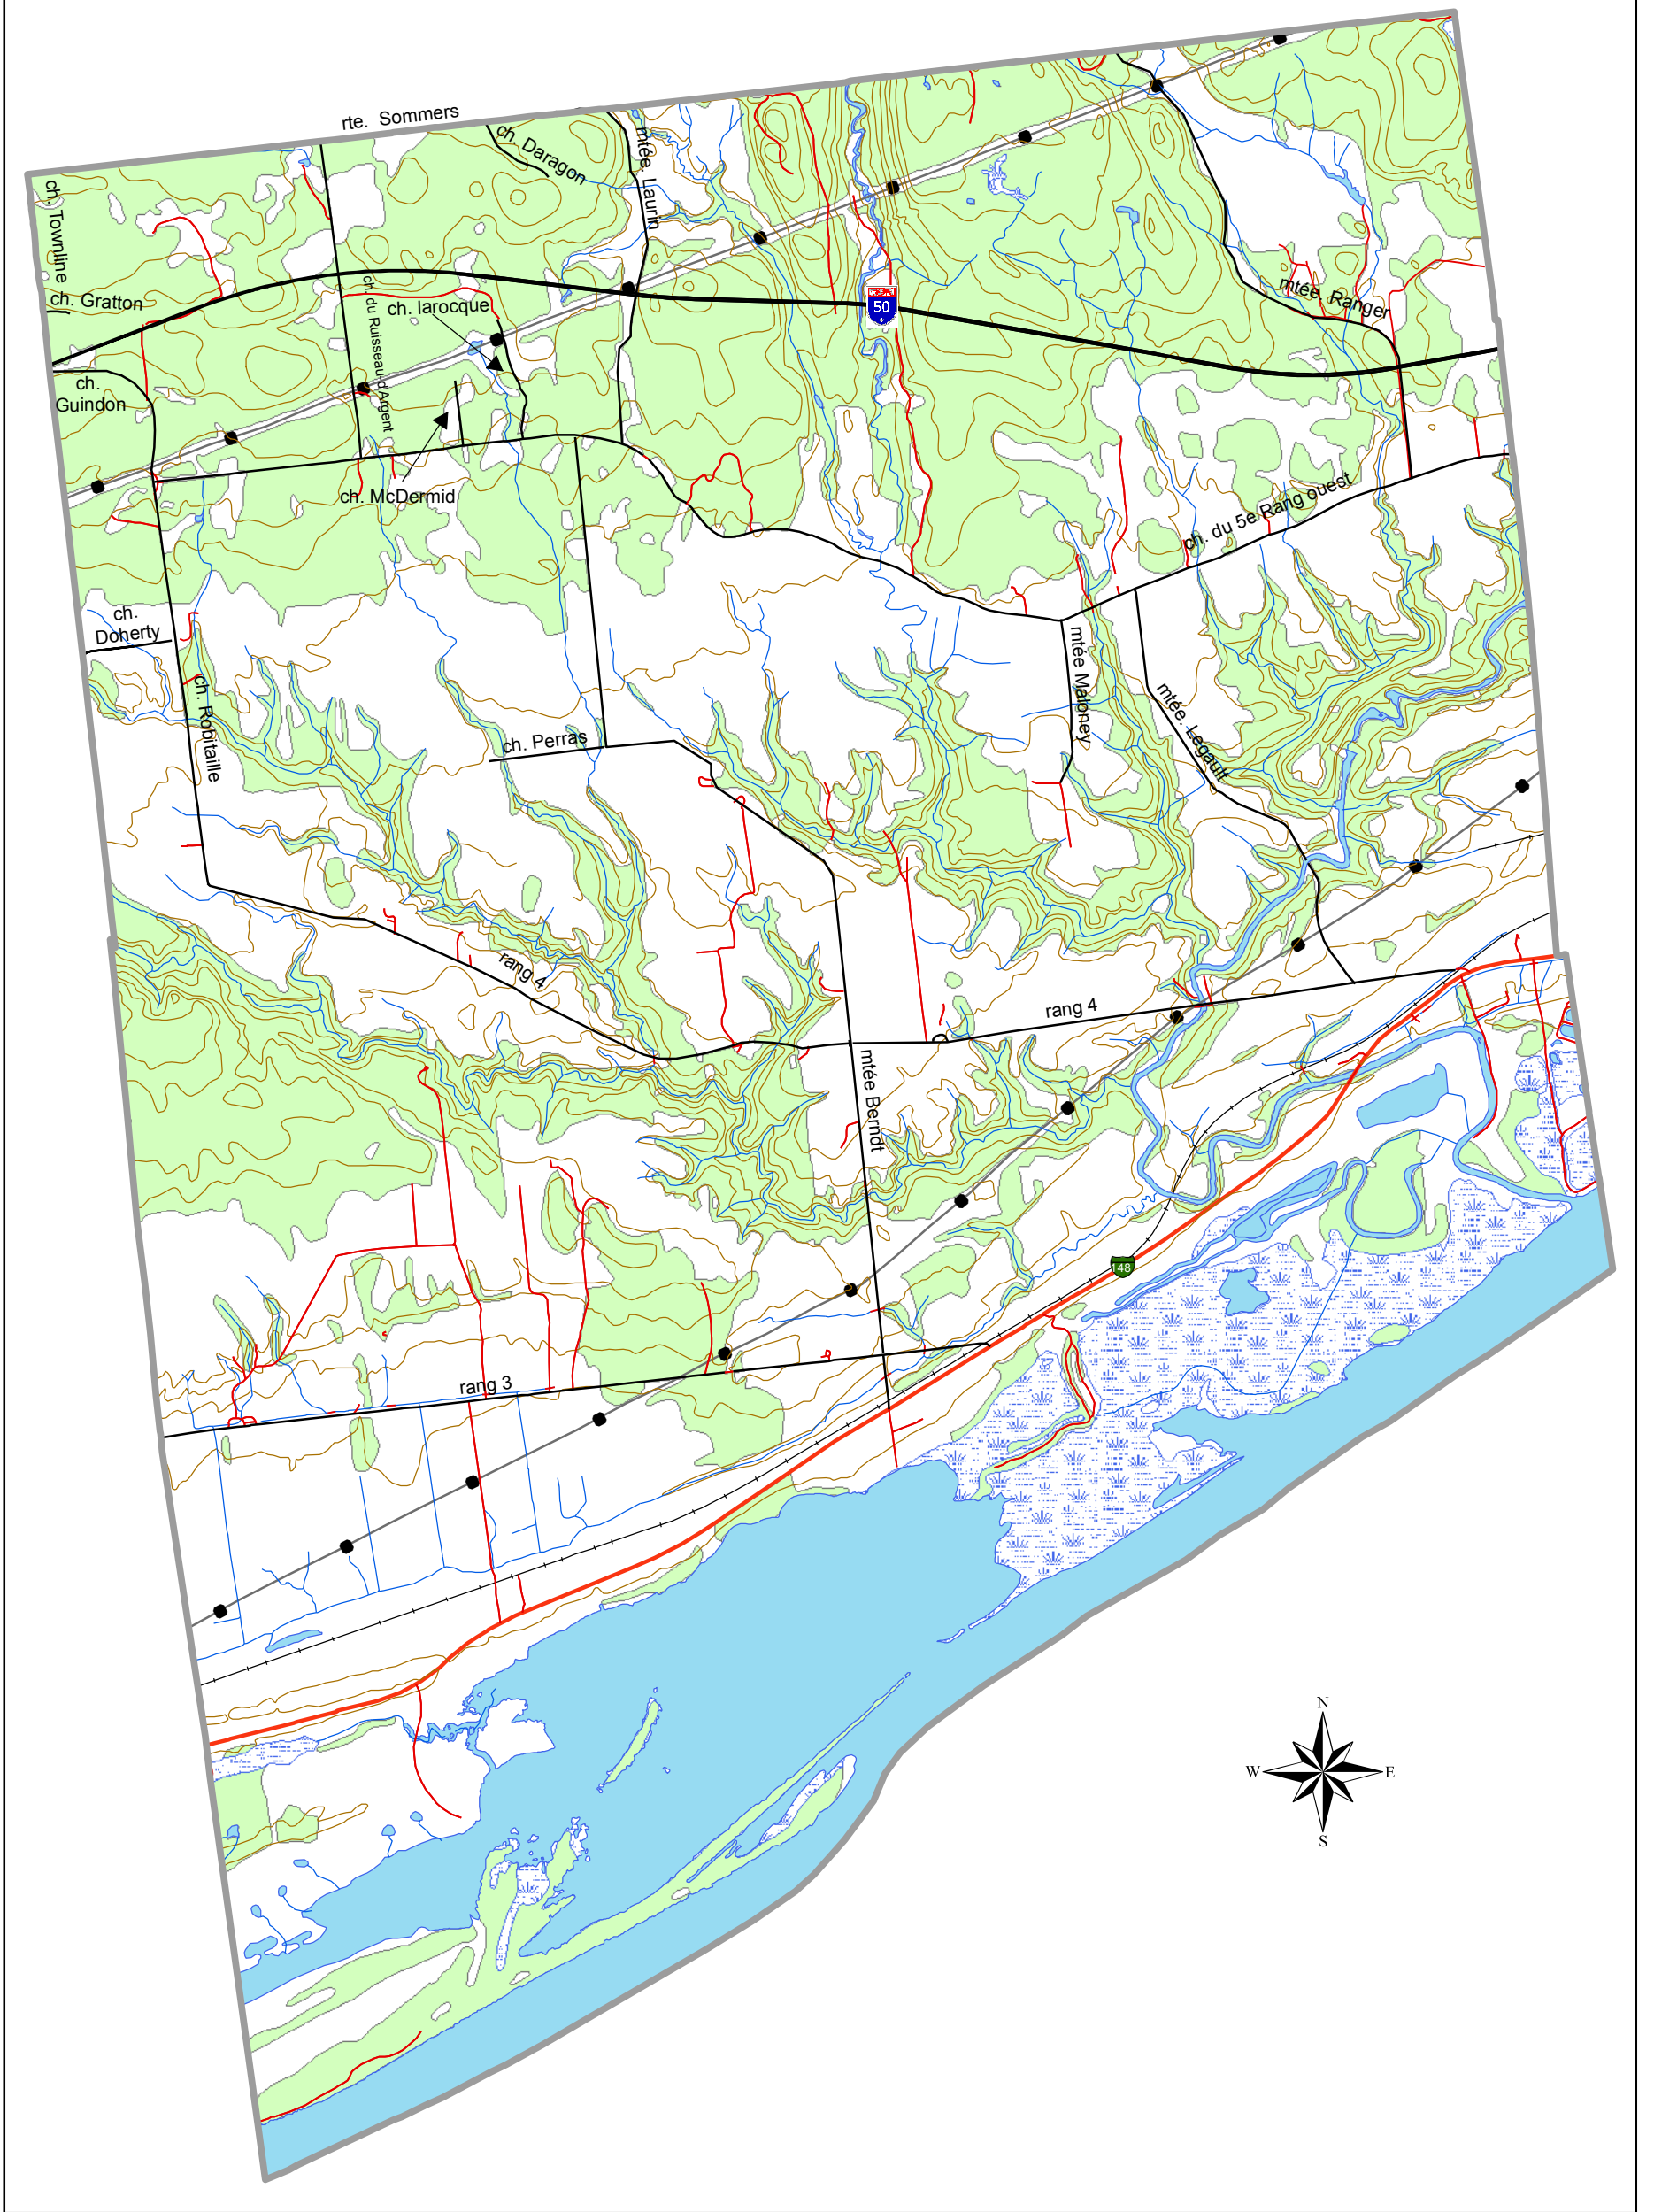 rte. Sommers
ch. Daragon
mtée. Laurin
ch. Townline
ch. Gratton
ch. du Ruisseau-d'Argent
ch. larocque
50
mtée. Ranger
ch.
Guindon
ch. McDermid
ch. du 5e Rang ouest
ch.
Doherty
ch. Robitaille
mtée Maloney
mtée. Legault
ch. Perras
rang 4
rang 4
mtée Berndt
148
rang 3
N
W
E
S